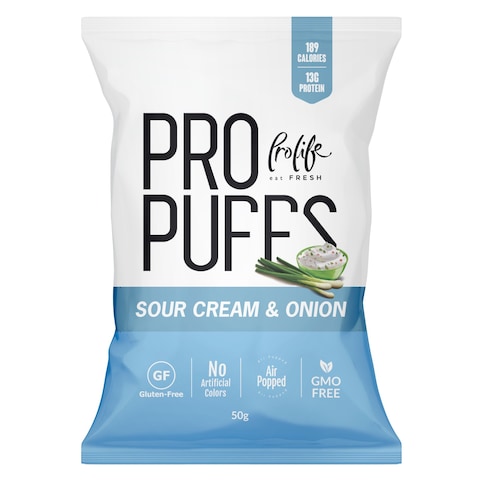 189
CALORIES
13G
PROTEIN
PRO
Prolife
eat FRESH
PUFFS
SOUR CREAM & ONION
GF
Gluten-Free
No
Artificial
Colors
Air
Popped
GMO
FREE
50g